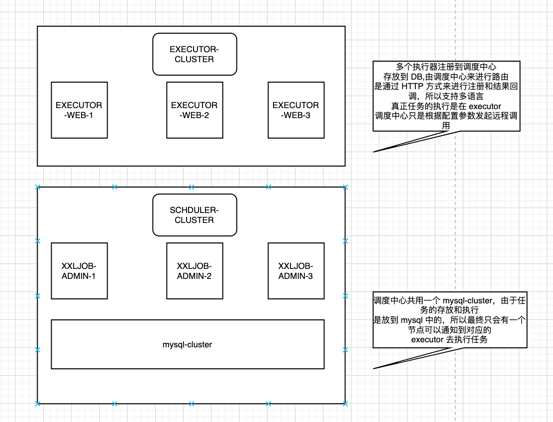 EXECUTOR-
CLUSTER
EXECUTOR
-WEB-1
EXECUTOR
-WEB-2
EXECUTOR
-WEB-3
多个执行器注册到调度中心
存放到 DB,由调度中心来进行路由
是通过 HTTP 方式来进行注册和结果回
调，所以支持多语言
真正任务的执行是在 executor
调度中心只是根据配置参数发起远程调
用
SCHDULER-
CLUSTER
XXLJOB-
ADMIN-1
XXLJOB-
ADMIN-2
XXLJOB-
ADMIN-3
mysql-cluster
调度中心共用一个 mysql-cluster，由于任
务的存放和执行
是放到 mysql 中的，所以最终只会有一个
节点可以通知到对应的
executor 去执行任务